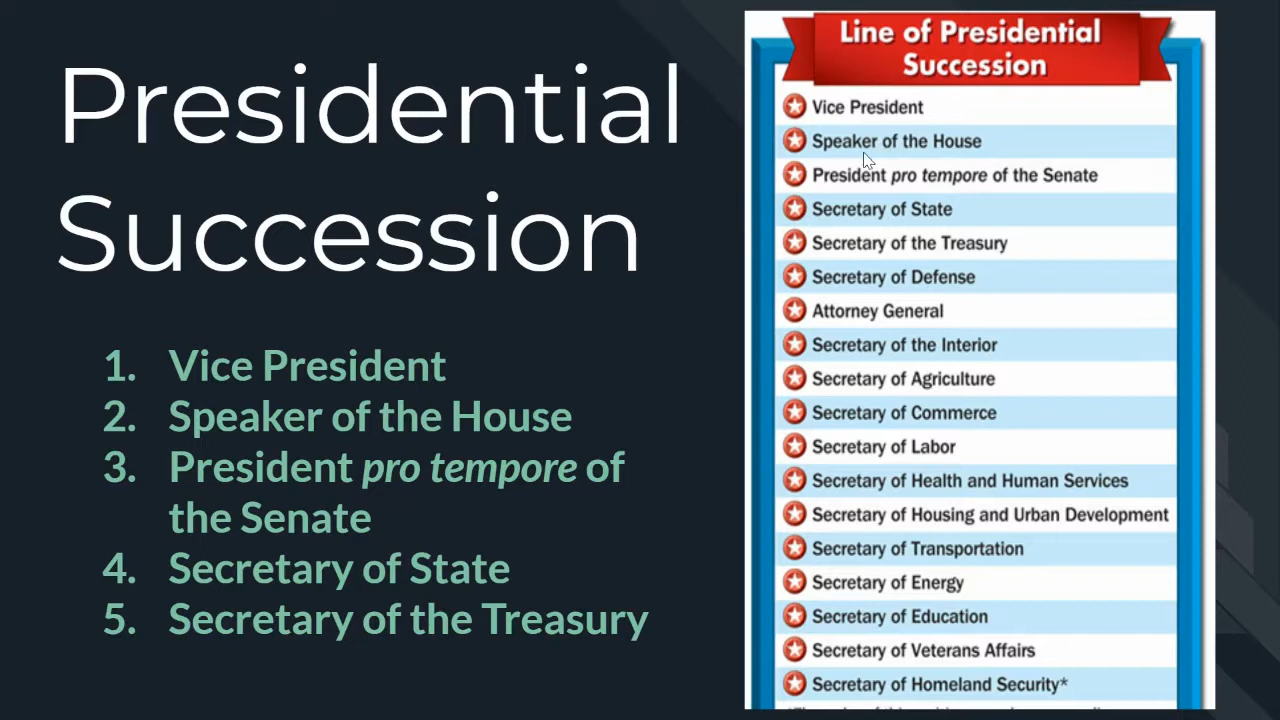 Presidential
Succession
1. Vice President
2. Speaker of the House
3. President pro tempore of
the Senate
4. Secretary of State
5. Secretary of the Treasury
Line of Presidential
Succession
Vice President
Speaker of the House
President pro tempore of the Senate
Secretary of State
Secretary of the Treasury
Secretary of Defense
Attorney General
Secretary of the Interior
Secretary of Agriculture
Secretary of Commerce
Secretary of Labor
Secretary of Health and Human Services
Secretary of Housing and Urban Development
Secretary of Transportation
Secretary of Energy
Secretary of Education
Secretary of Veterans Affairs
Secretary of Homeland Security*